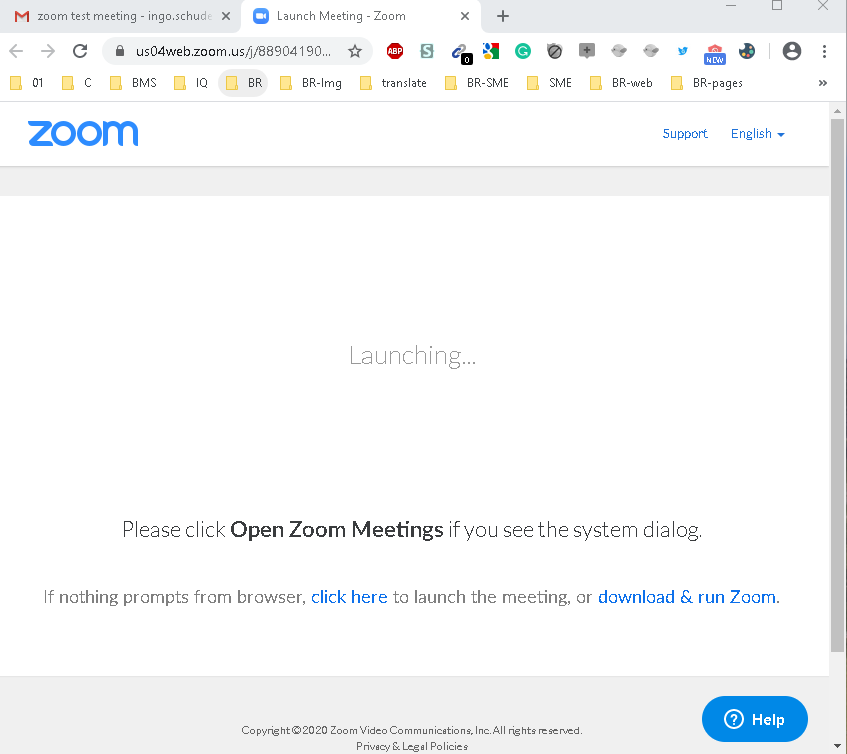 zoom test meeting - ingo.schude
Launch Meeting - Zoom
us04web.zoom.us/j/88904190...
ABP
S
0
G
NEW
01 C BMS IQ BR BR-Img translate BR-SME SME BR-web BR-pages »
zoom
Support English
Launching...
Please click Open Zoom Meetings if you see the system dialog.
If nothing prompts from browser, click here to launch the meeting, or download & run Zoom.
Help
Copyright ©2020 Zoom Video Communications, Inc. All rights reserved.
Privacy & Legal Policies